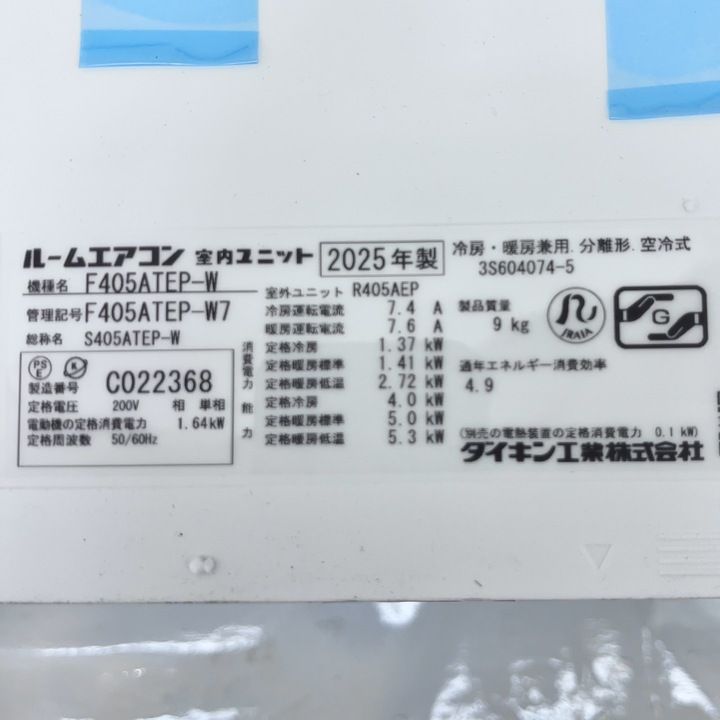 ルームエアコン 室内ユニット 2025年製 冷房・暖房兼用.分離形.空冷式
3S604074-5
機種名 F405ATEP-W
管理記号 F405ATEP-W7
総称名 S405ATEP-W
PS
E
製造番号 C022368
定格電圧 200V 相 単相
電動機の定格消費電力 1.64kW
定格周波数 50/60Hz
室外ユニット R405AEP
冷房運転電流 7.4 A
暖房運転電流 7.6 A
消費電力
定格冷房 1.37 kW
定格暖房標準 1.41 kW
定格暖房低温 2.72 kW
能力
定格冷房 4.0 kW
定格暖房標準 5.0 kW
定格暖房低温 5.3 kW
製品質量
9 kg
JRAIA
G
通年エネルギー消費効率
4.9
(別売の電熱装置の定格消費電力 0.1 kW)
ダイキン工業株式会社